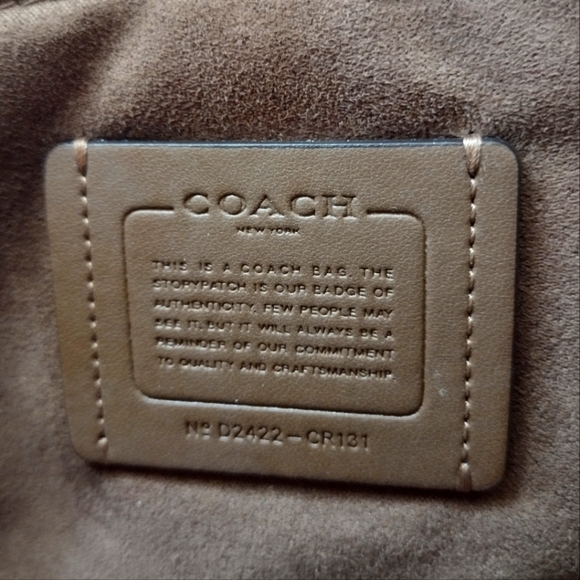 COACH
NEW YORK
THIS IS A COACH BAG. THE
STORYPATCH IS OUR BADGE OF
AUTHENTICITY. FEW PEOPLE MAY
SEE IT, BUT IT WILL ALWAYS BE A
REMINDER OF OUR COMMITMENT
TO QUALITY AND CRAFTSMANSHIP.
Nº D2422-CR131